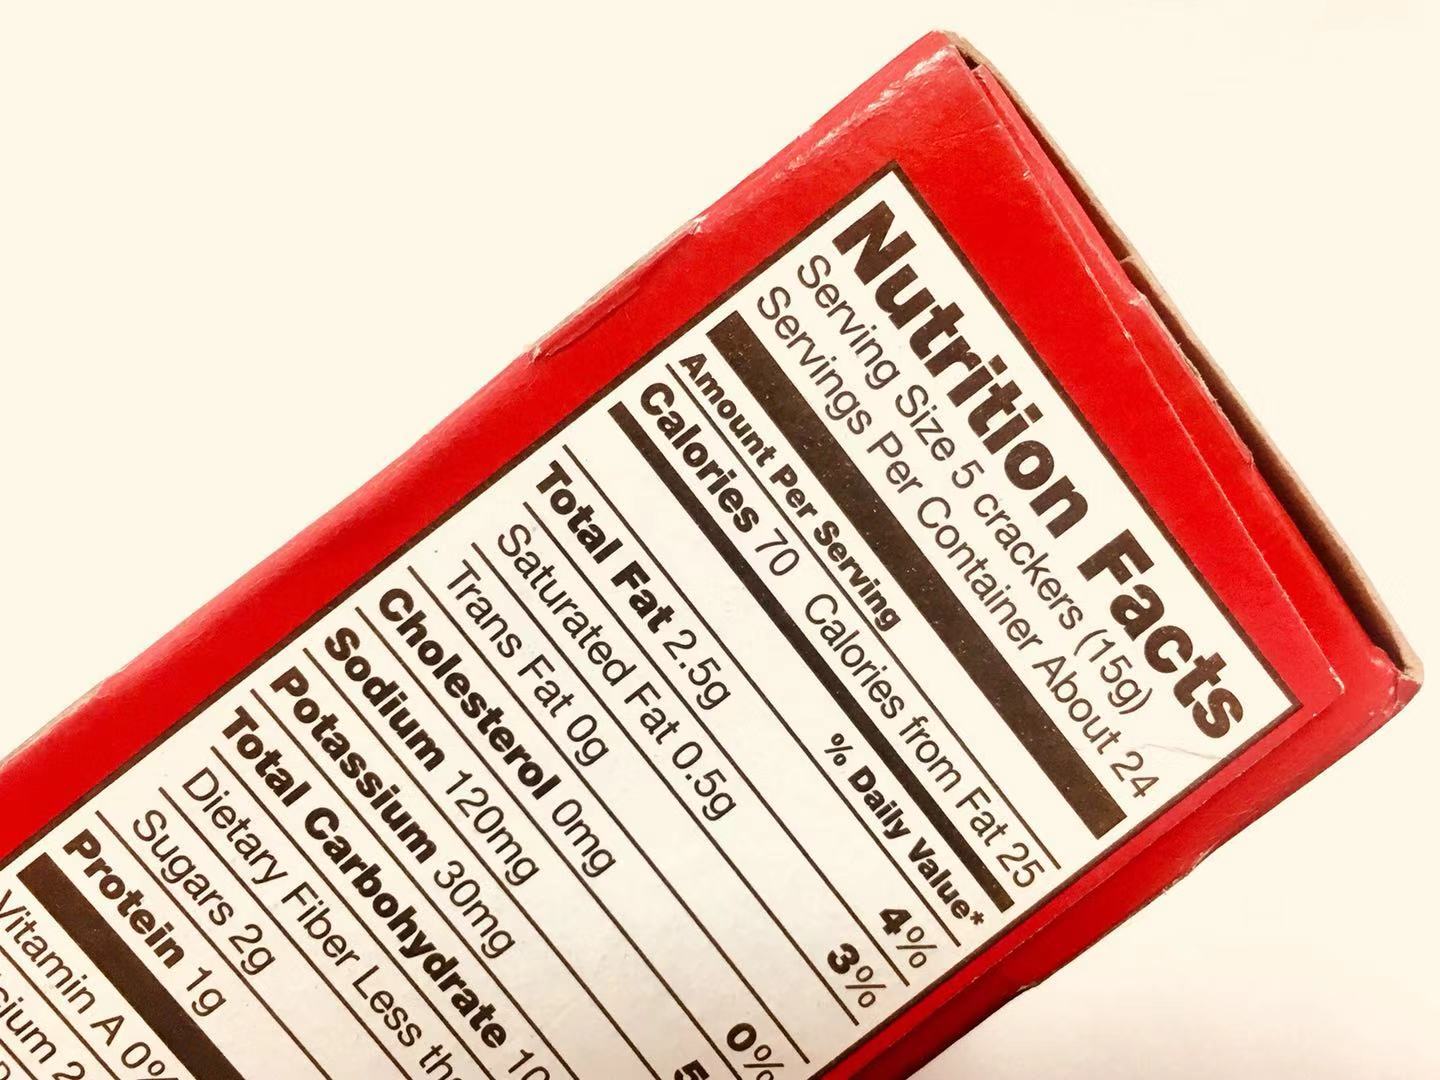 Nutrition Facts
Serving Size 5 crackers (15g)
Servings Per Container About 24
Amount Per Serving
Calories 70 Calories from Fat 25
% Daily Value*
Total Fat 2.5g 4%
Saturated Fat 0.5g 3%
Trans Fat 0g
Cholesterol 0mg 0%
Sodium 120mg
Potassium 30mg
Total Carbohydrate
Dietary Fiber Less
Sugars 2g
Protein 1g
Vitamin A 0%